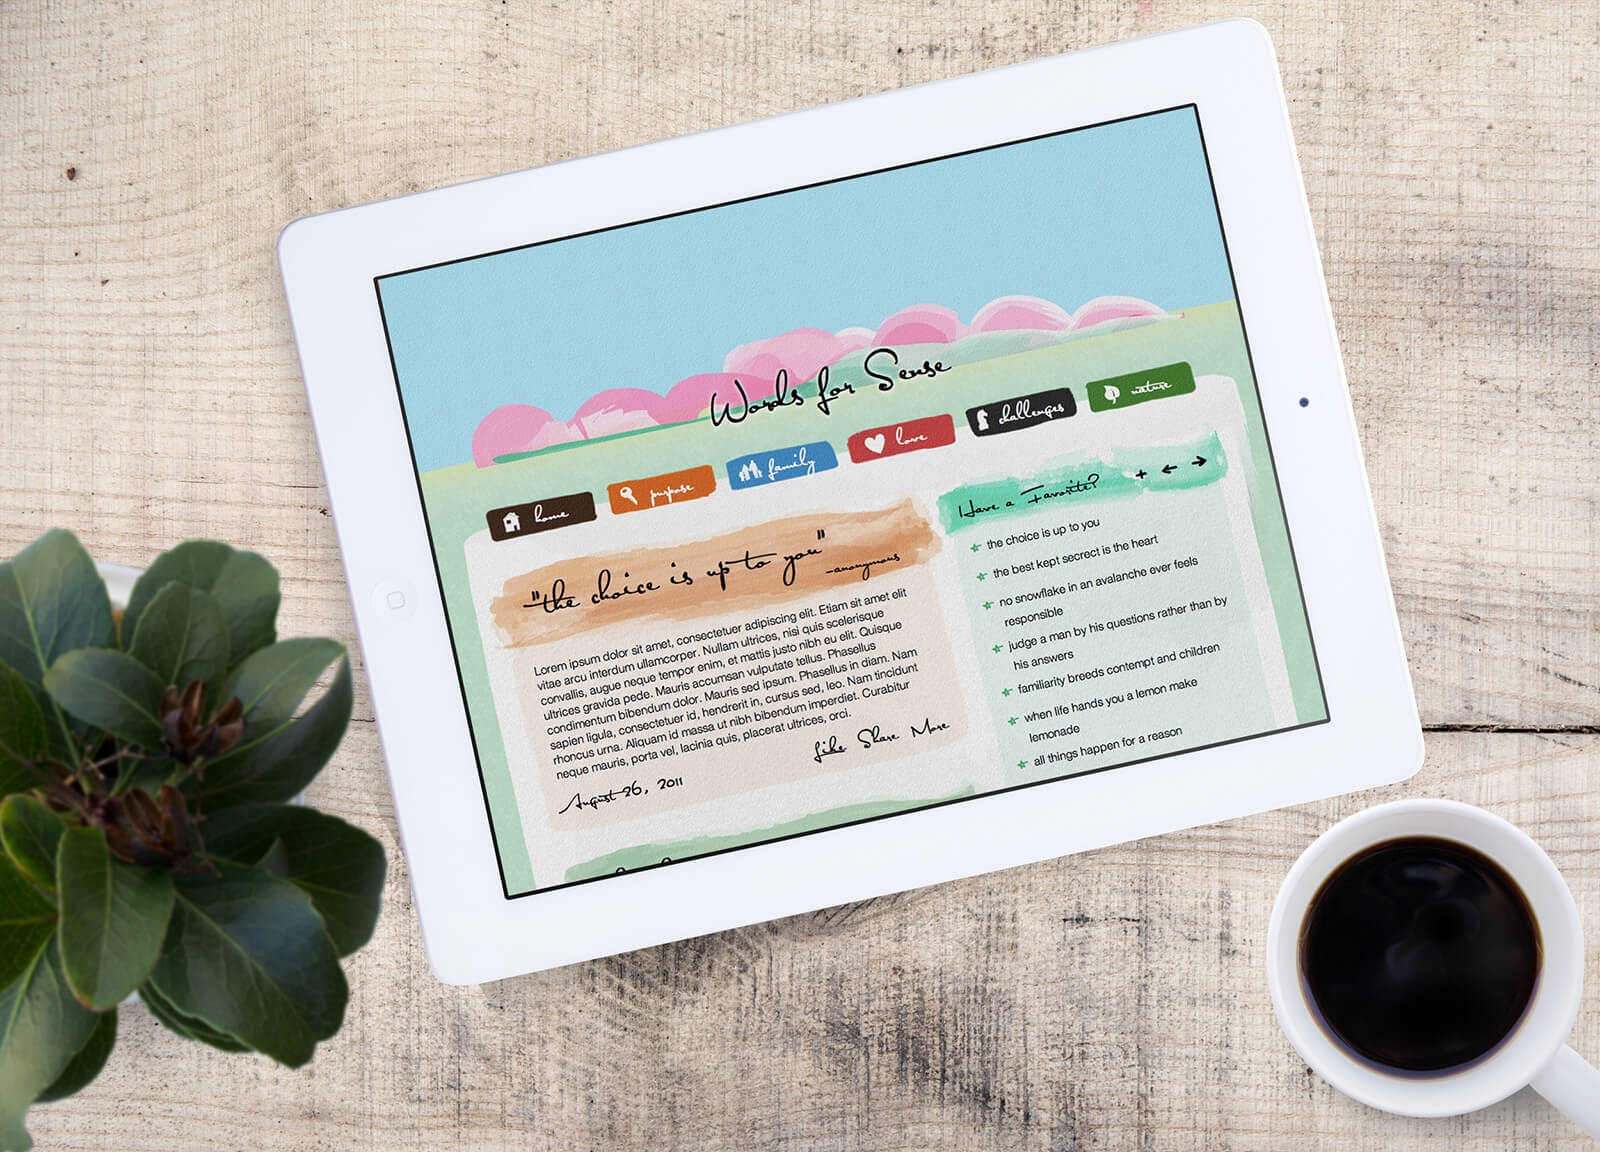 Words for Sense
home
purpose
family
love
challenges
nature
"the choice is up to you"
-anonymous
Lorem ipsum dolor sit amet, consectetuer adipiscing elit. Etiam sit amet elit
vitae arcu interdum ullamcorper. Nullam ultrices, nisi quis scelerisque
convallis, augue neque tempor enim, et mattis justo nibh eu elit. Quisque
ultrices gravida pede. Mauris accumsan vulputate tellus. Phasellus
condimentum bibendum dolor. Mauris sed ipsum. Phasellus in diam. Nam
sapien ligula, consectetuer id, hendrerit in, cursus sed, leo. Nam tincidunt
rhoncus urna. Aliquam id massa ut nibh bibendum imperdiet. Curabitur
neque mauris, porta vel, lacinia quis, placerat ultrices, orci.
Like Share More
August 26, 2011
Have a Favorite?
the choice is up to you
the best kept secrect is the heart
no snowflake in an avalanche ever feels
responsible
judge a man by his questions rather than by
his answers
familiarity breeds contempt and children
when life hands you a lemon make
lemonade
all things happen for a reason